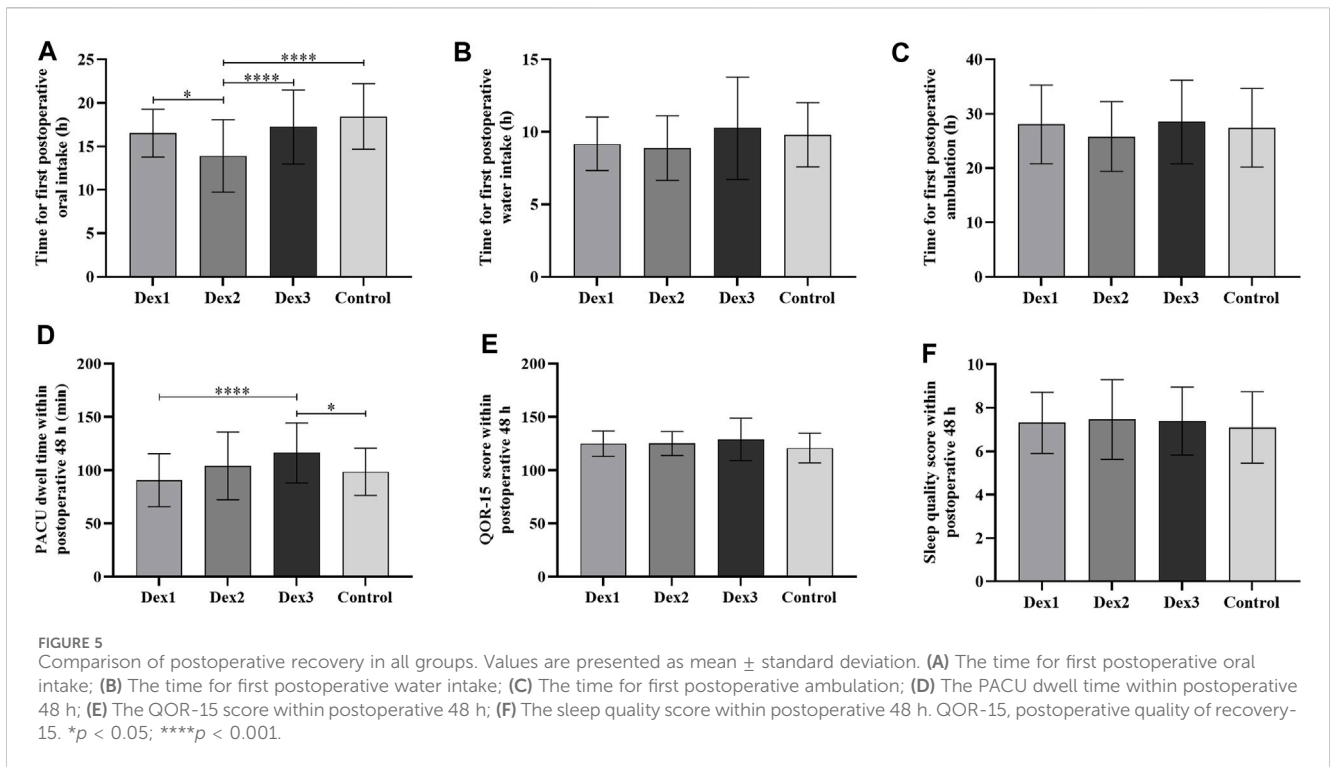 A
Time for first postoperative
oral intake (h)
25
20
15
10
5
0
*
****
****
Dex1 Dex2 Dex3 Control
B
Time for first postoperative
water intake (h)
15
10
5
0
Dex1 Dex2 Dex3 Control
C
Time for first postoperative
ambulation (h)
40
30
20
10
0
Dex1 Dex2 Dex3 Control
D
PACU dwell time within
postoperative 48 h (min)
200
150
100
50
0
****
*
Dex1 Dex2 Dex3 Control
E
QOR-15 score within
postoperative 48 h
200
150
100
50
0
Dex1 Dex2 Dex3 Control
F
Sleep quality score within
postoperative 48 h
10
8
6
4
2
0
Dex1 Dex2 Dex3 Control
FIGURE 5
Comparison of postoperative recovery in all groups. Values are presented as mean ± standard deviation. (A) The time for first postoperative oral
intake; (B) The time for first postoperative water intake; (C) The time for first postoperative ambulation; (D) The PACU dwell time within postoperative
48 h; (E) The QOR-15 score within postoperative 48 h; (F) The sleep quality score within postoperative 48 h. QOR-15, postoperative quality of recovery-
15. *p < 0.05; ****p < 0.001.